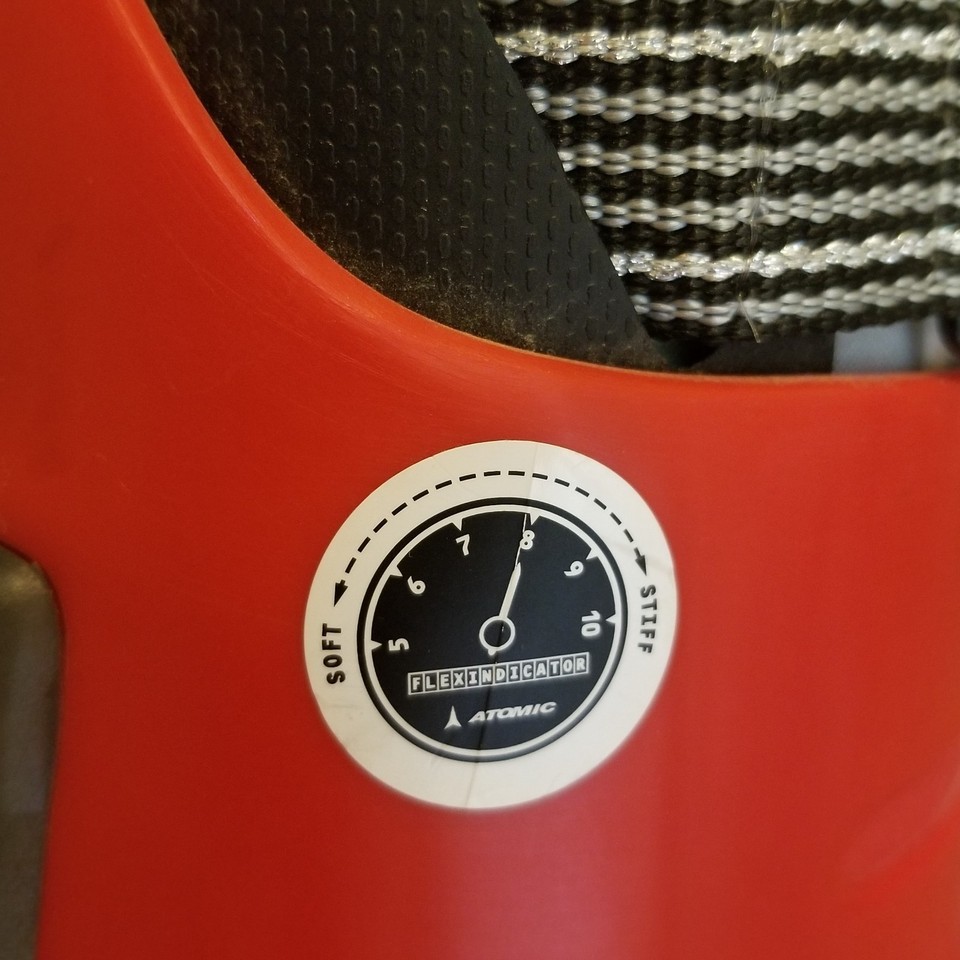 SOFT
STIFF
5
6
7
8
9
10
FLEXINDICATOR
ATOMIC